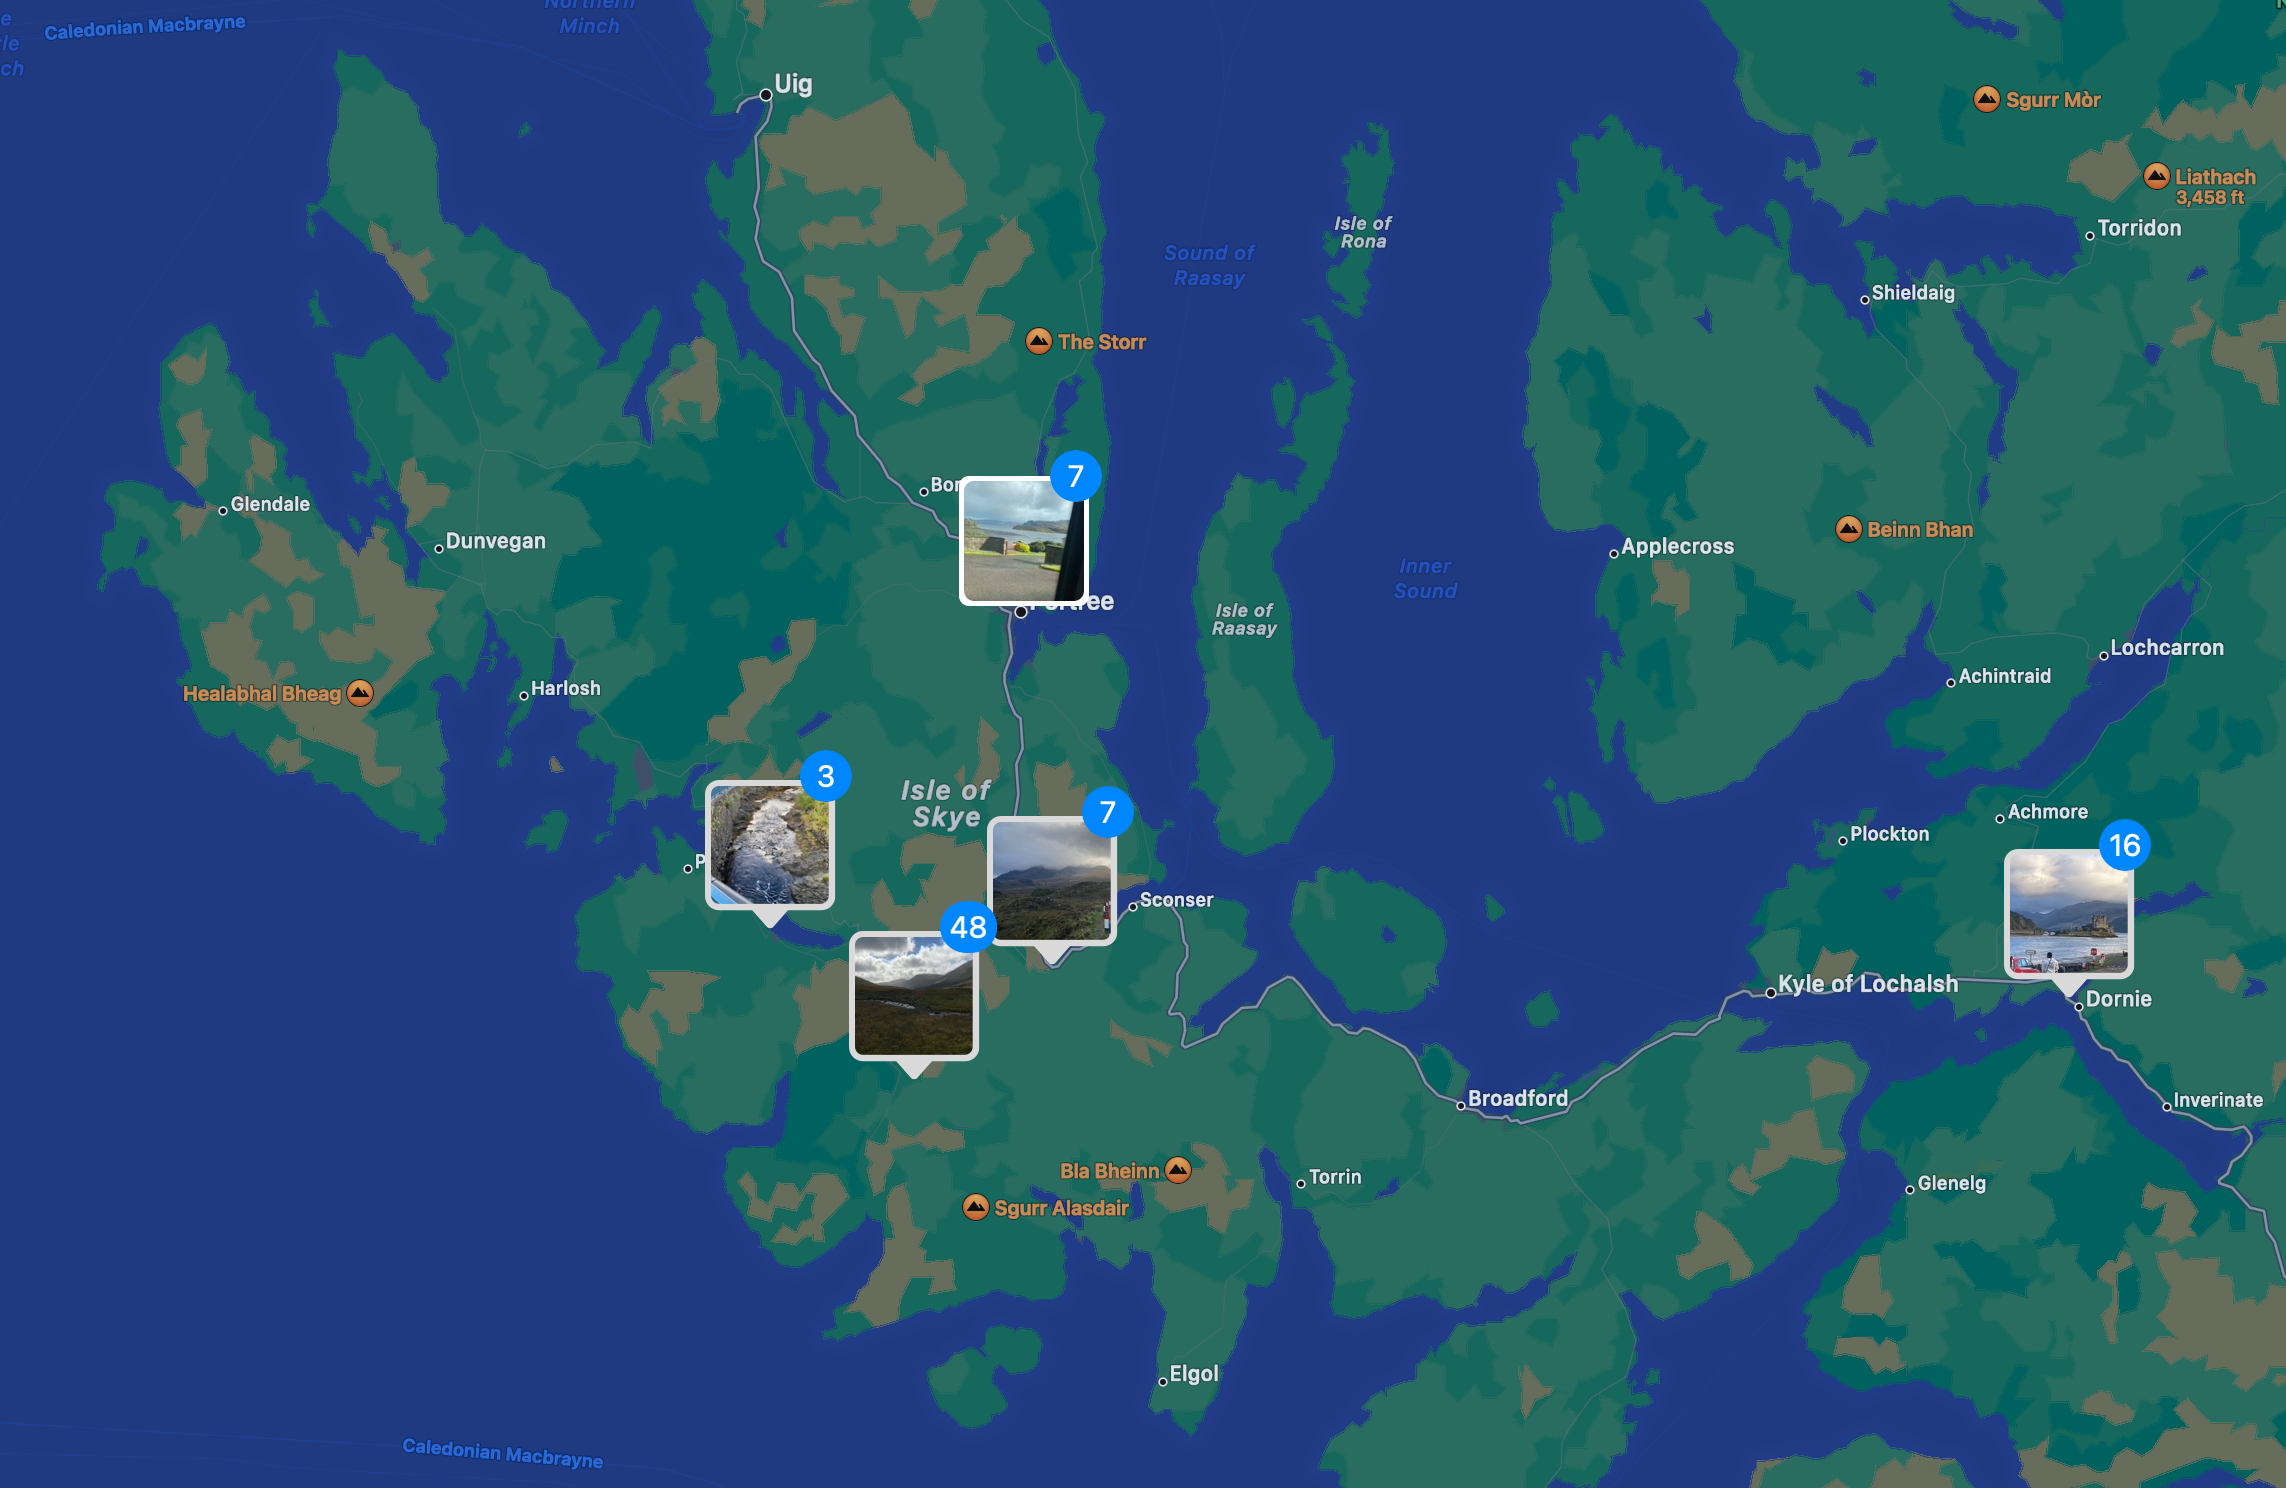 Caledonian Macbrayne
Northern
Minch
Uig
Sgurr Mòr
Liathach
3,458 ft
Torridon
Isle of
Rona
Sound of
Raasay
Shieldaig
The Storr
7
Glendale
Dunvegan
Applecross
Beinn Bhan
Inner
Sound
Isle of
Raasay
Lochcarron
Achintraid
Healabhal Bheag
Harlosh
3
Isle of
Skye
7
Achmore
Plockton
16
Sconser
48
Kyle of Lochalsh
Dornie
Broadford
Inverinate
Bla Bheinn
Torrin
Glenelg
Sgurr Alasdair
Elgol
Caledonian Macbrayne